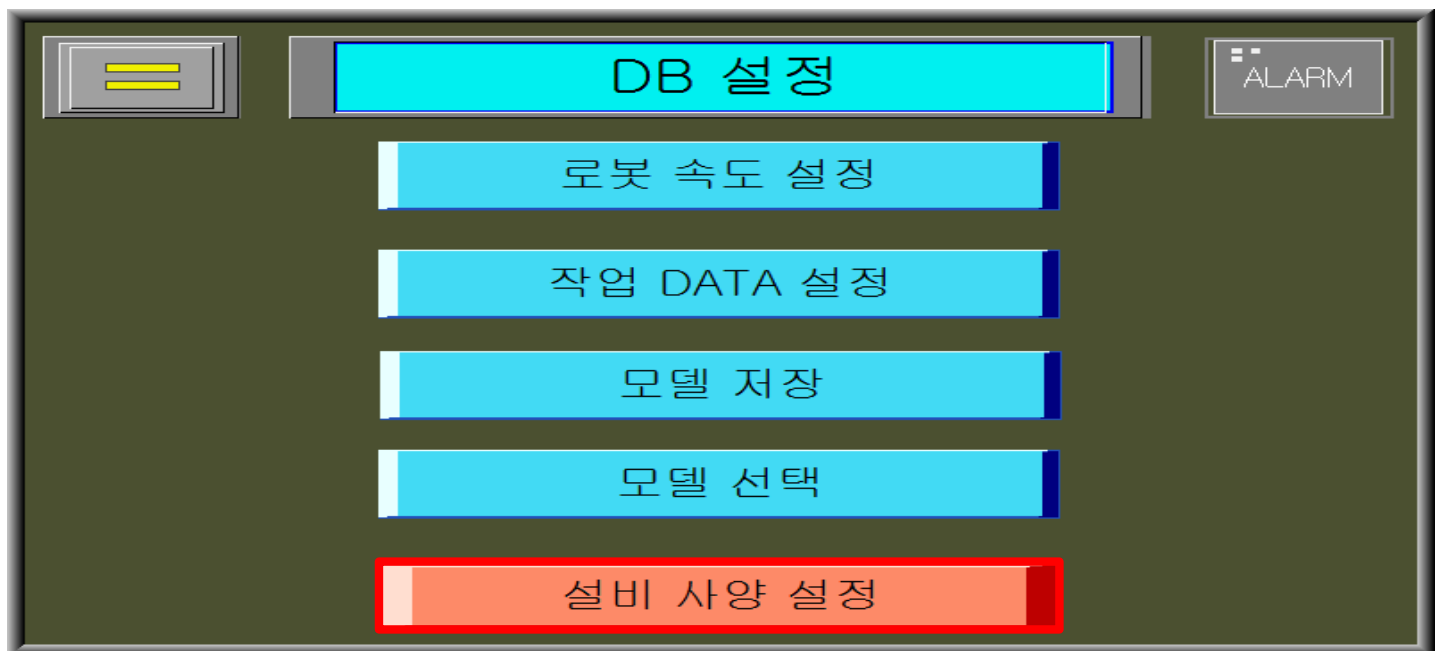 DB 설정
ALARM
로봇 속도 설정
작업 DATA 설정
모델 저장
모델 선택
설비 사양 설정